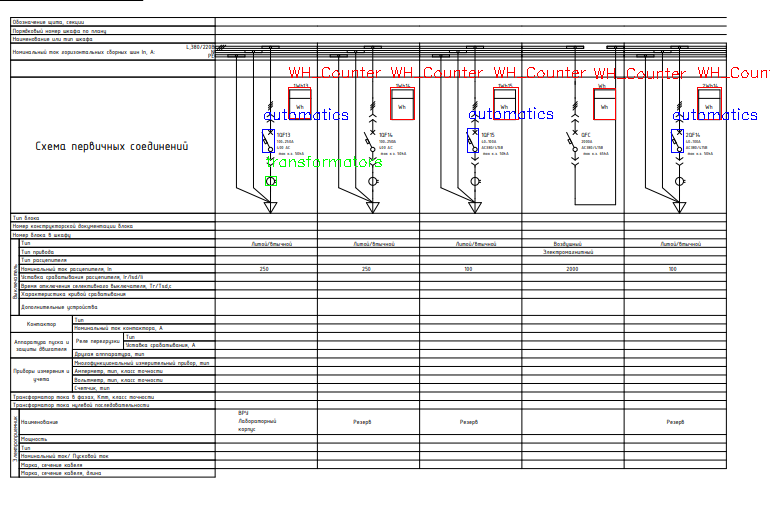 Обозначение щита, секции
Порядковый номер шкафа по плану
Наименование или тип шкафа
Номинальный ток горизонтальных сборных шин In, А:
L,380/220В
N
PE
WH_Counter WH_Counter WH_Counter WH_Counter WH_Coun
Wh Wh Wh Wh Wh
automatics automatics automatics
1QF13 1QF14 1QF15 QFC 2QF14
Схема первичных соединений
transformators
Тип блока
Номер конструкторской документации блока
Номер блока в шкафу
Выключатель
Тип Литой/Втычной Литой/Втычной Литой/Втычной Воздушный Литой/Втычной
Тип привода Электромагнитный
Тип расцепителя
Номинальный ток расцепителя, In 250 250 100 2000 100
Уставка срабатывания расцепителя, Ir/Isd/Ii
Время отключения селективного выключателя, Tr/Tsd,с
Характеристика кривой срабатывания
Дополнительные устройства
Контактор
Тип
Номинальный ток контактора, А
Аппаратура пуска и защиты двигателя
Реле перегрузки
Тип
Уставка срабатывания, А
Другая апппаратура, тип
Приборы измерения и учета
Многофункциональный измерительный прибор, тип
Амперметр, тип, класс точности
Вольтметр, тип, класс точности
Счетчик, тип
Трансформатор тока в фазах, Kтт, класс точности
Трансформатор тока нулевой последовательности
Электроприемник
Наименование
ВРУ
Лабораторный
корпус
Резерв Резерв Резерв
Мощность
Тип
Номинальный ток/ Пусковой ток
Марка, сечение кабеля
Марка, сечение кабеля, длина